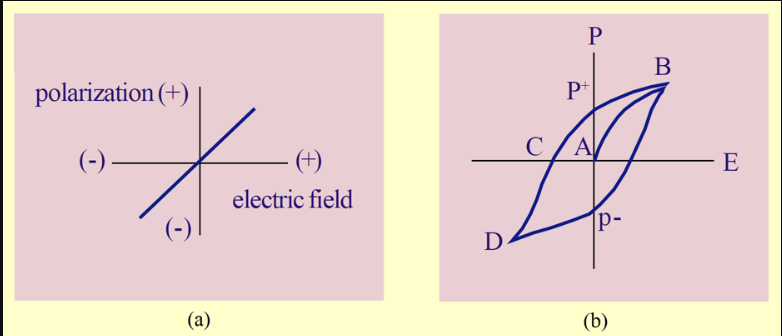 polarization (+)
(-)
(+)
electric field
(-)
(a)
P
B
P+
C
A
E
p-
D
(b)